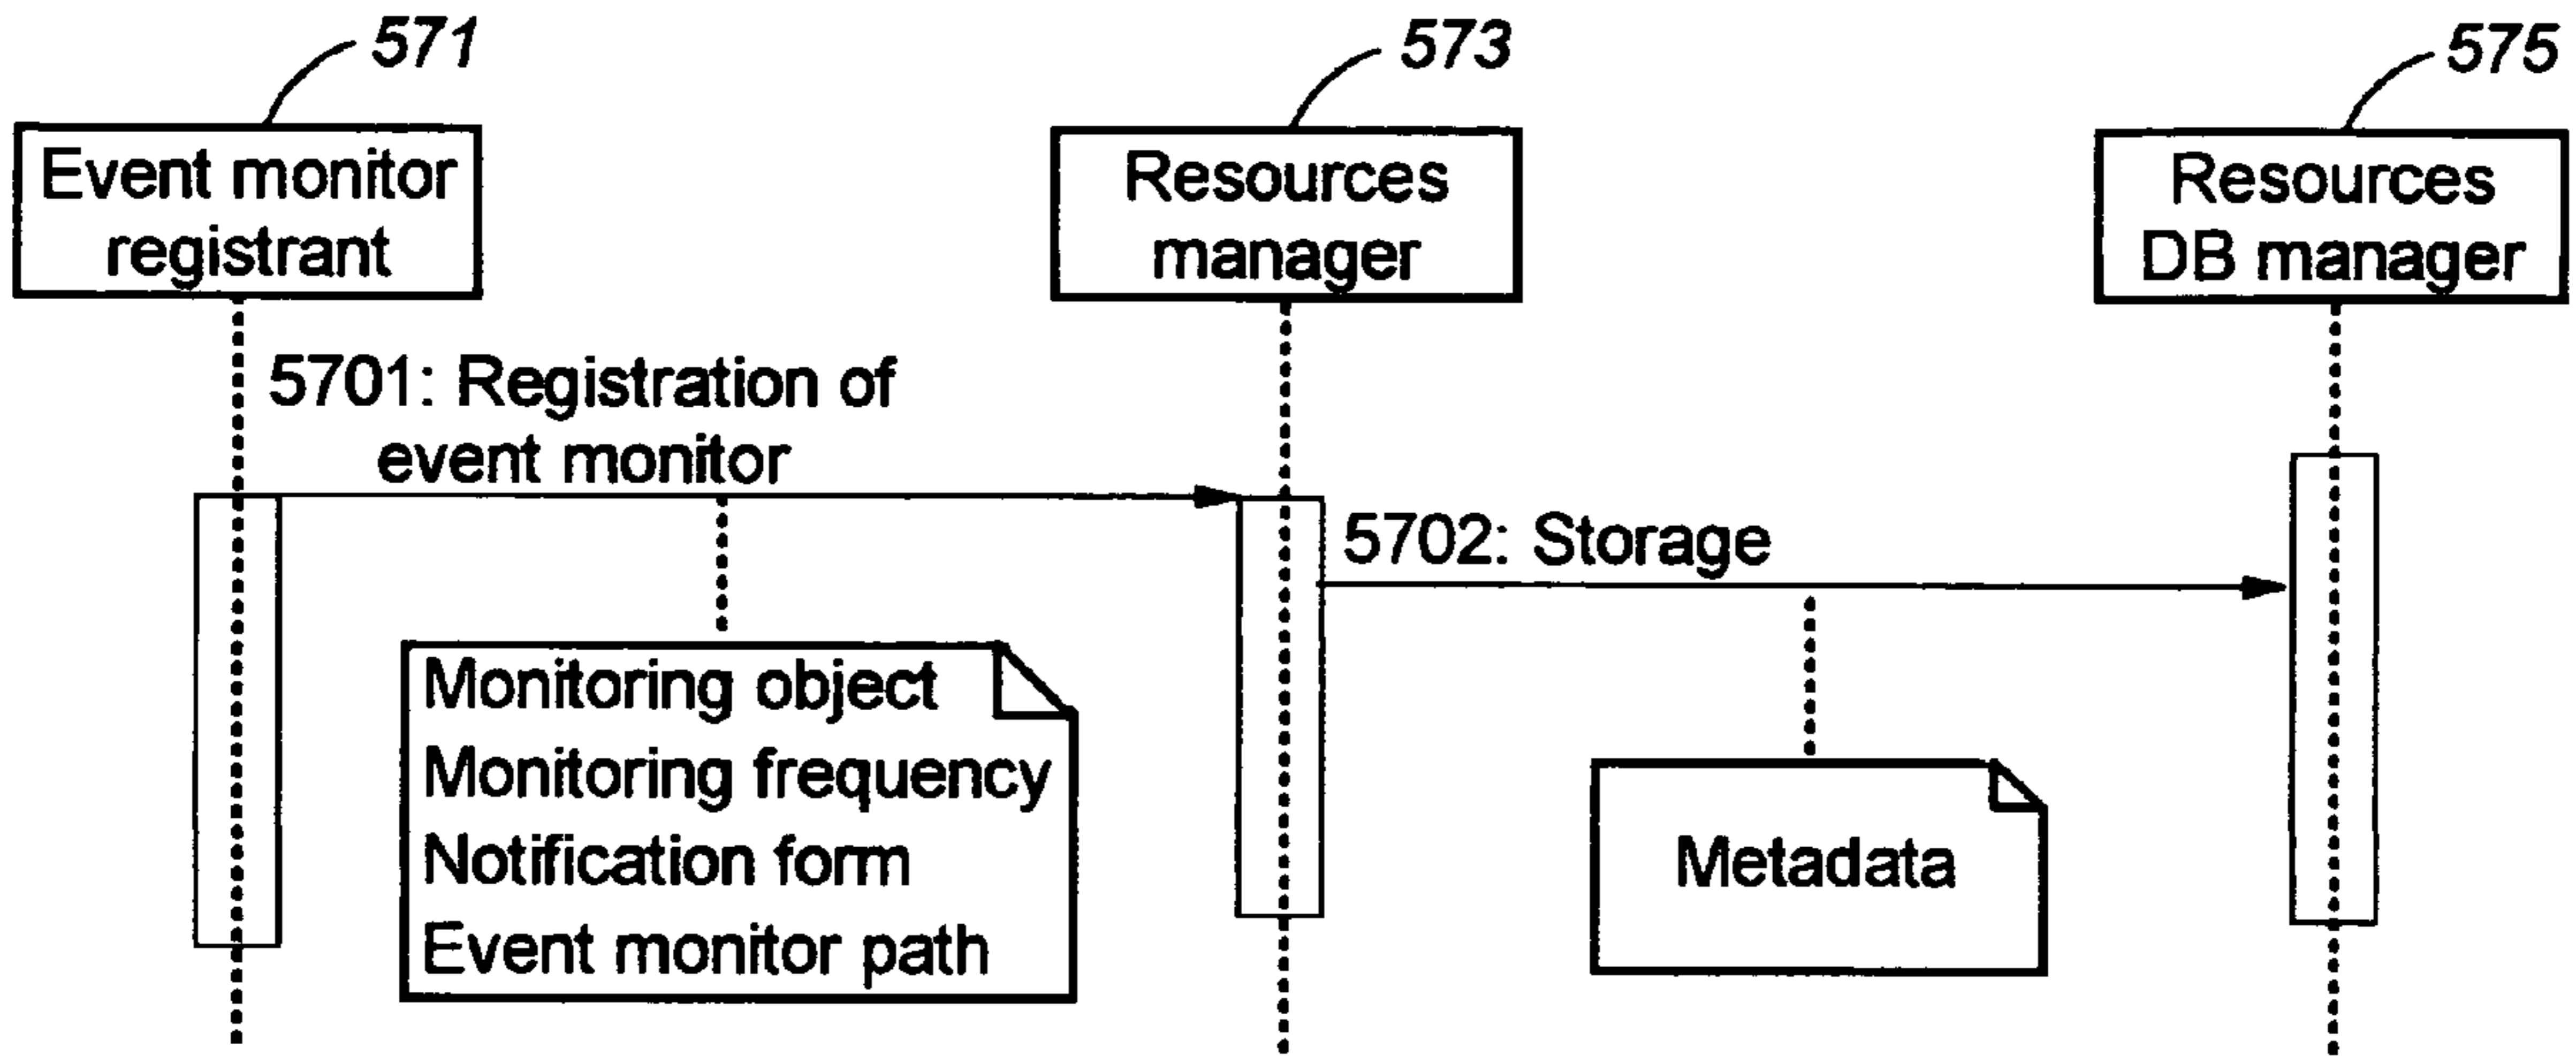 571
573
575
Event monitor
registrant
Resources
manager
Resources
DB manager
5701: Registration of
event monitor
5702: Storage
Monitoring object
Monitoring frequency
Notification form
Event monitor path
Metadata